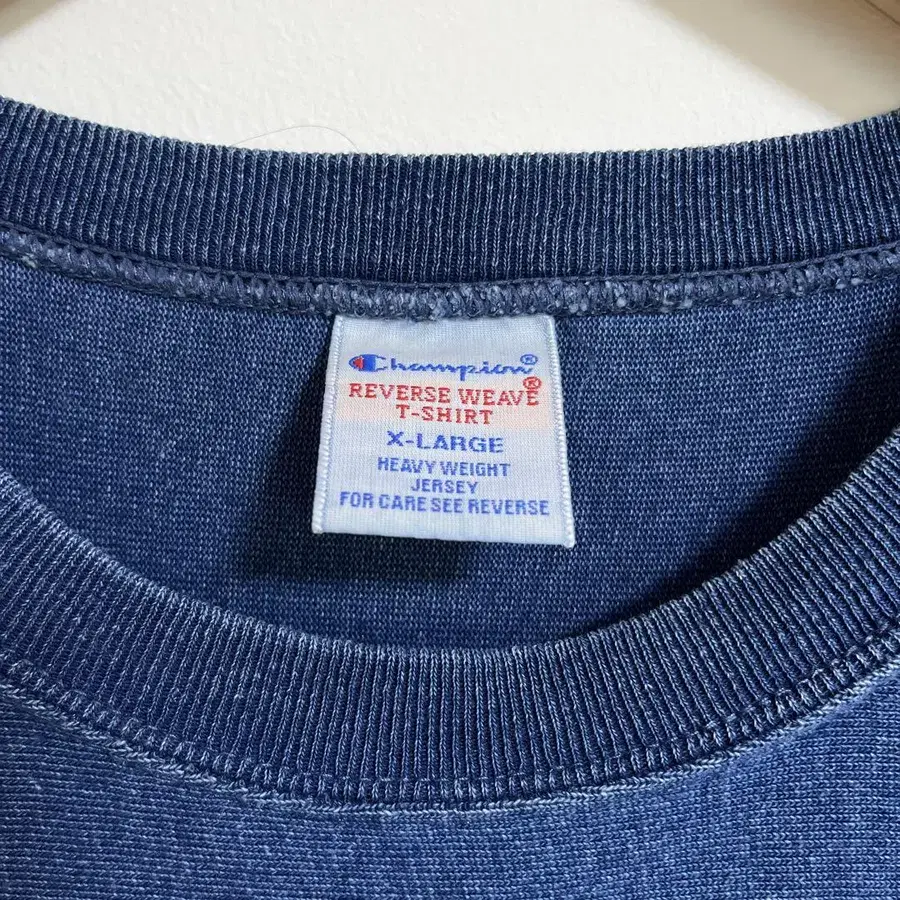 Champion®
REVERSE WEAVE®
T-SHIRT
X-LARGE
HEAVY WEIGHT
JERSEY
FOR CARE SEE REVERSE